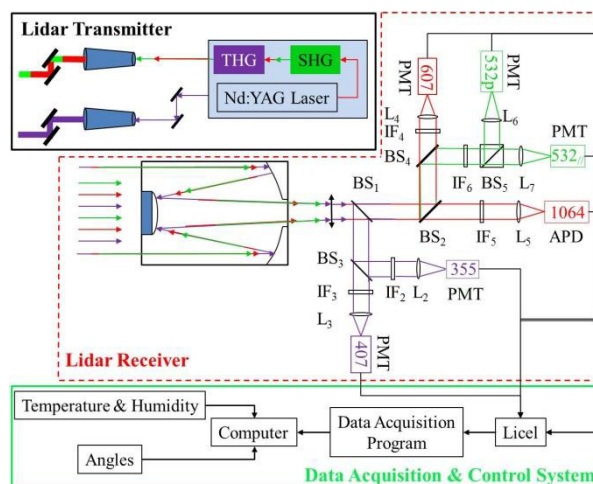 Lidar Transmitter
THG
SHG
Nd:YAG Laser
PMT
607
L4
IF4
BS4
532p
PMT
L6
PMT
532//
IF6
BS5
L7
BS1
BS2
IF5
L5
1064
APD
BS3
IF3
IF2
L2
355
PMT
L3
407
PMT
Lidar Receiver
Temperature & Humidity
Computer
Data Acquisition
Program
Licel
Angles
Data Acquisition & Control System